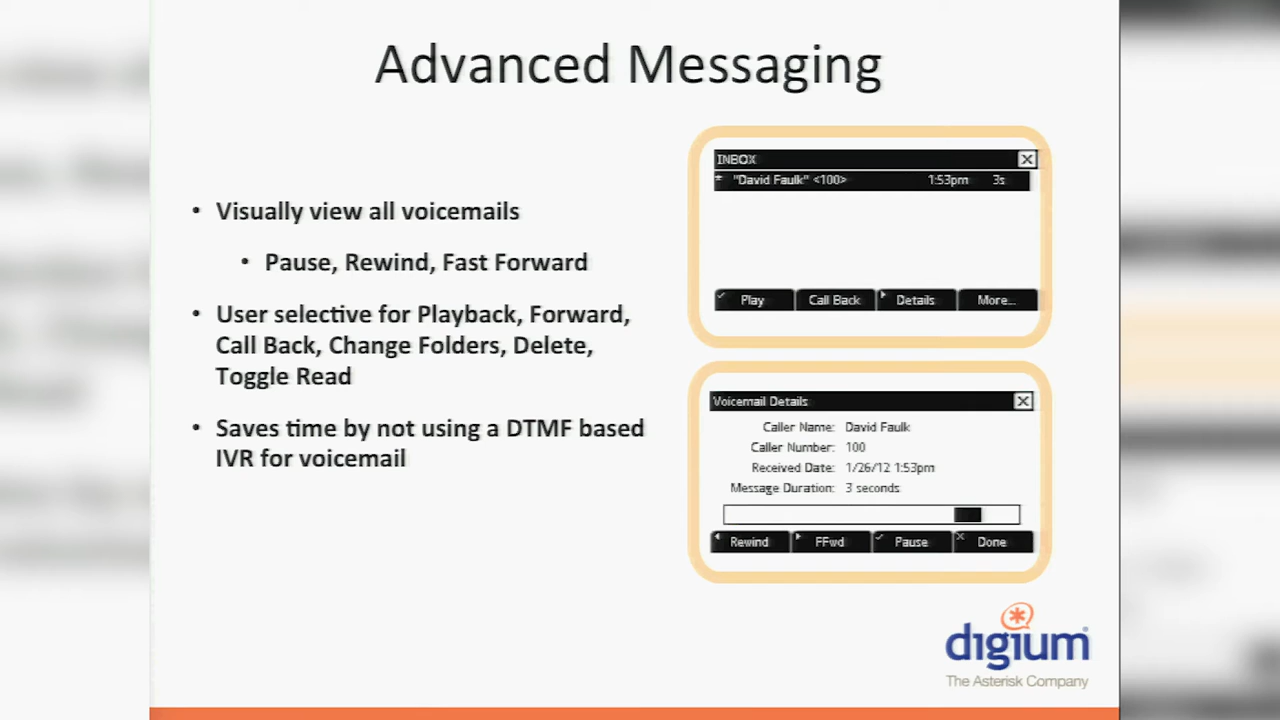 Advanced Messaging
• Visually view all voicemails
• Pause, Rewind, Fast Forward
• User selective for Playback, Forward,
Call Back, Change Folders, Delete,
Toggle Read
• Saves time by not using a DTMF based
IVR for voicemail
INBOX
* "David Faulk" <100> 1:53pm 3s
Play Call Back Details More...
Voicemail Details
Caller Name: David Faulk
Caller Number: 100
Received Date: 1/26/12 1:53pm
Message Duration: 3 seconds
Rewind FFwd Pause Done
digium
The Asterisk Company